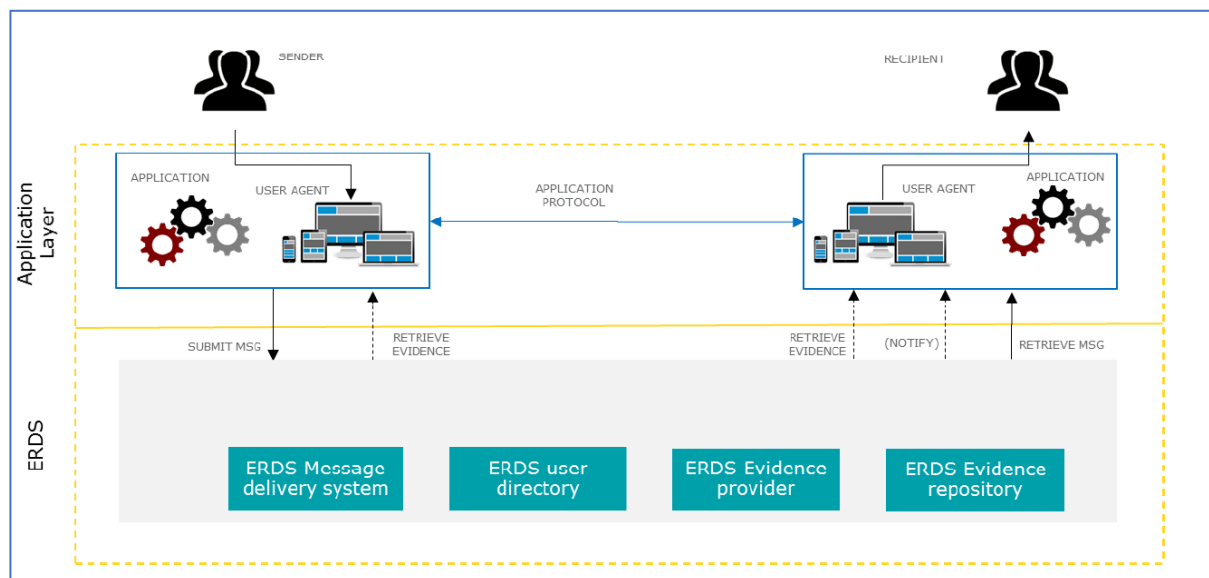 SENDER
RECIPIENT
Application
Layer
APPLICATION
USER AGENT
APPLICATION
PROTOCOL
USER AGENT
APPLICATION
SUBMIT MSG
RETRIEVE
EVIDENCE
RETRIEVE
EVIDENCE
(NOTIFY)
RETRIEVE MSG
ERDS
ERDS Message
delivery system
ERDS user
directory
ERDS Evidence
provider
ERDS Evidence
repository